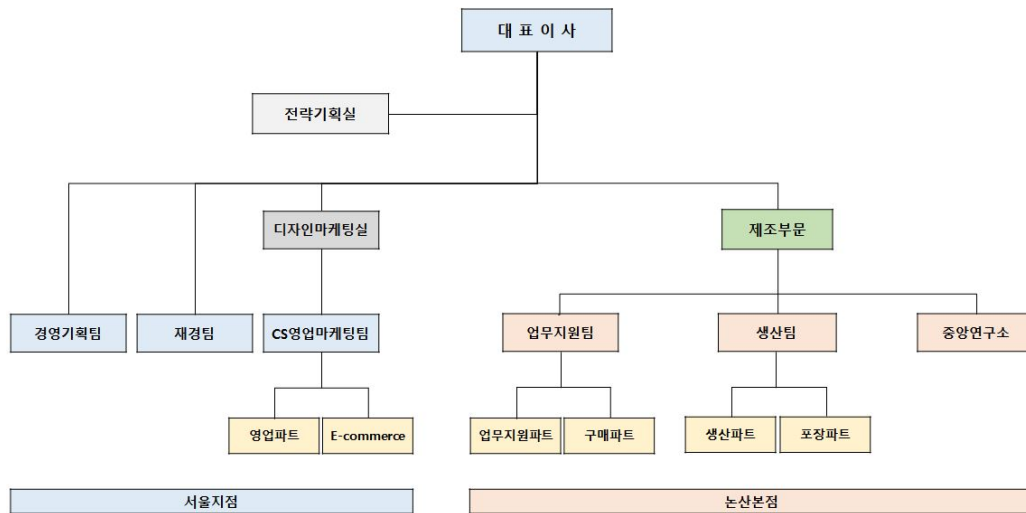 대 표 이 사
전략기획실
디자인마케팅실
제조부문
경영기획팀
재경팀
CS영업마케팅팀
업무지원팀
생산팀
중앙연구소
영업파트
E-commerce
업무지원파트
구매파트
생산파트
포장파트
서울지점
논산본점